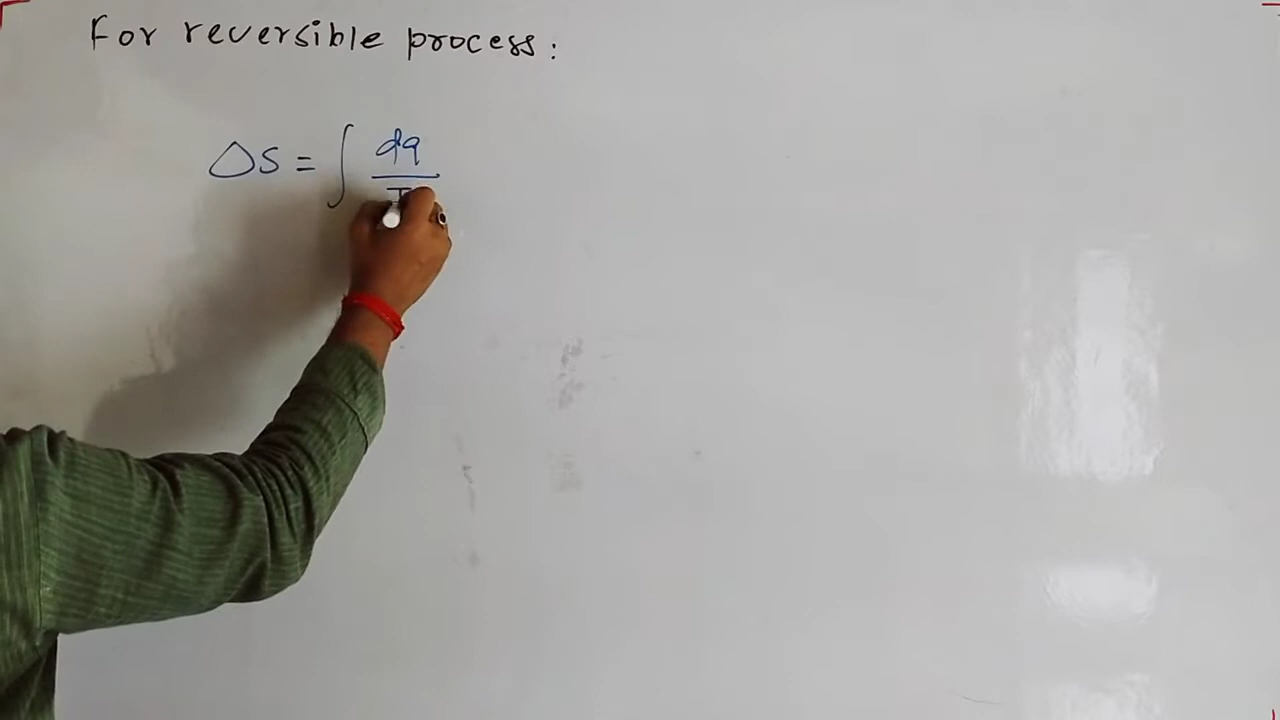 For reversible process:
ΔS = ∫ dq/T